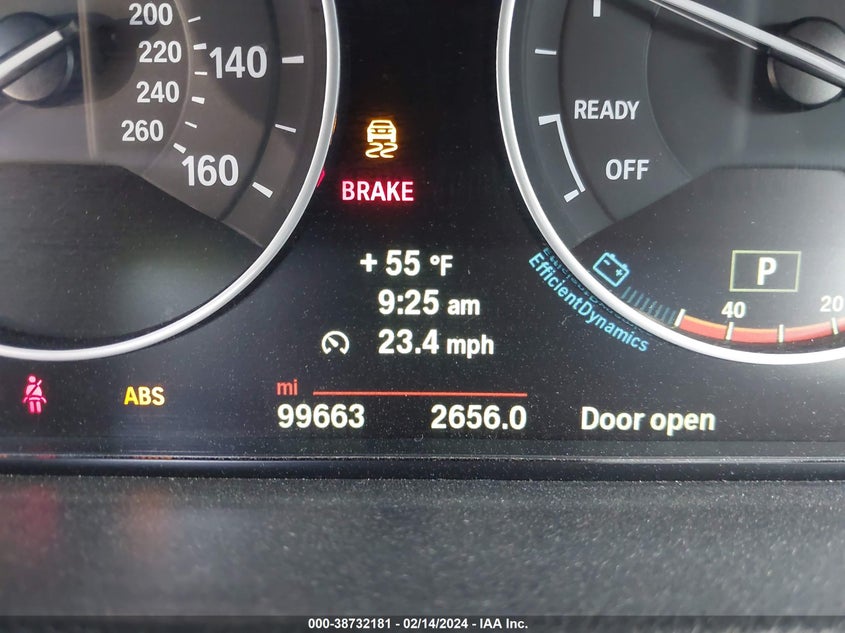 200
220
240
260
140
160
READY
OFF
BRAKE
+ 55 °F
9:25 am
23.4 mph
EfficientDynamics
P
40
20
ABS
mi
99663
2656.0
Door open
000-38732181 - 02/14/2024 - IAA Inc.